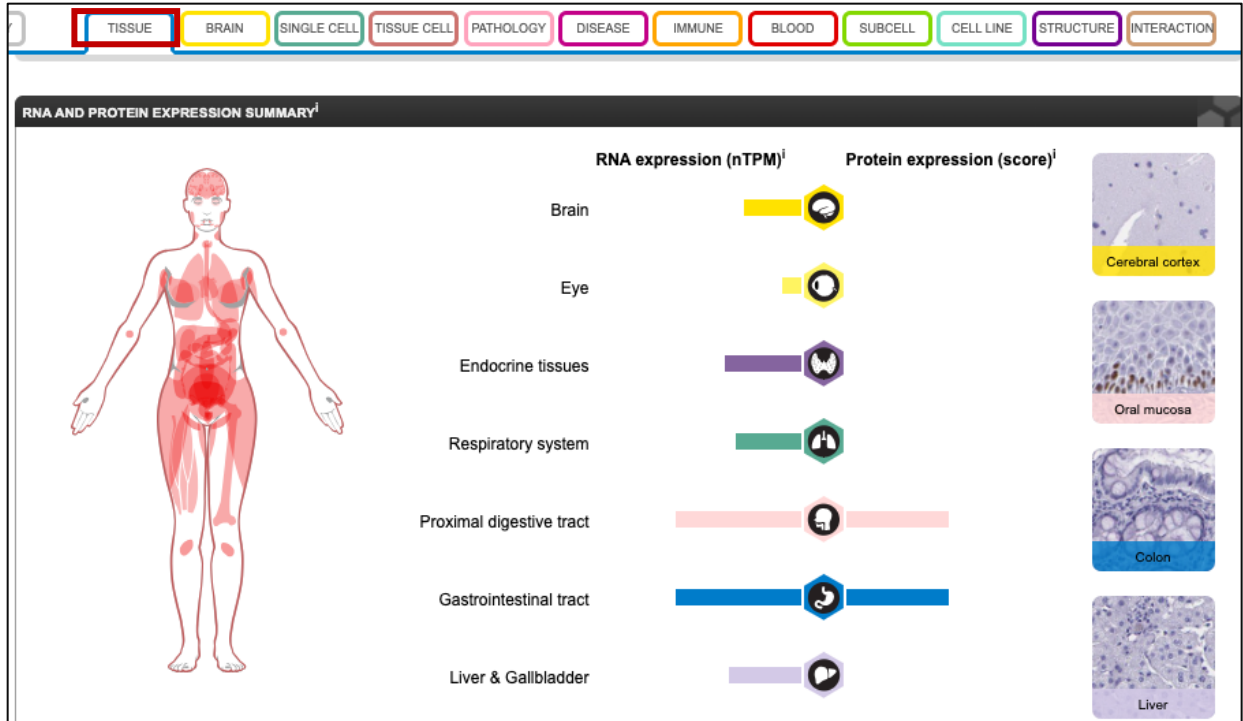 Y
TISSUE BRAIN SINGLE CELL TISSUE CELL PATHOLOGY DISEASE IMMUNE BLOOD SUBCELL CELL LINE STRUCTURE INTERACTION
RNA AND PROTEIN EXPRESSION SUMMARYi
RNA expression (nTPM)i Protein expression (score)i
Brain
Cerebral cortex
Eye
Endocrine tissues
Oral mucosa
Respiratory system
Proximal digestive tract
Colon
Gastrointestinal tract
Liver & Gallbladder
Liver